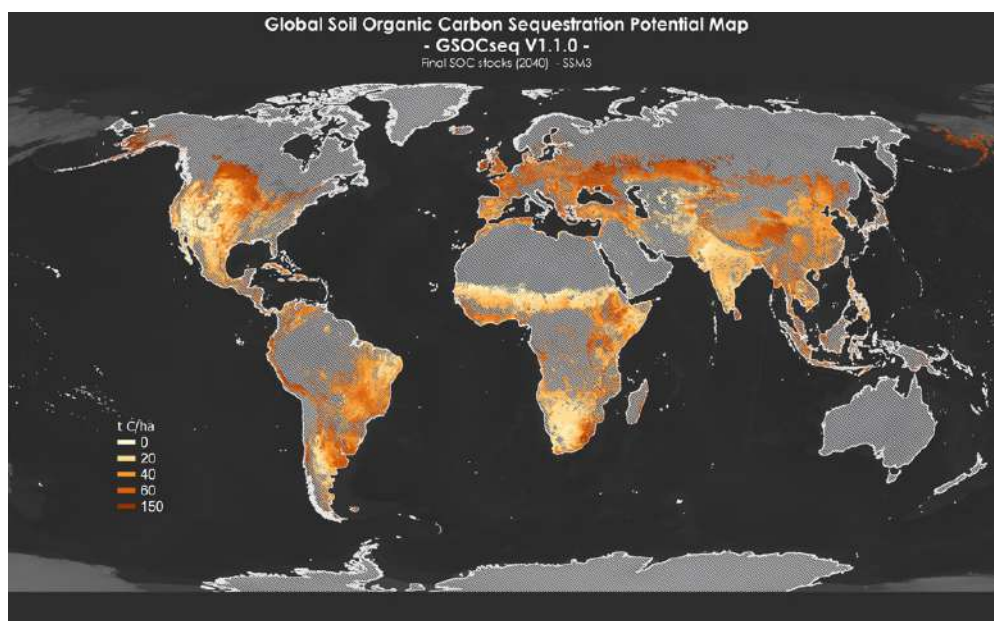 Global Soil Organic Carbon Sequestration Potential Map
- GSOCseq V1.1.0 -
Final SOC stocks (2040) - SSM3
t C/ha
0
20
40
60
150